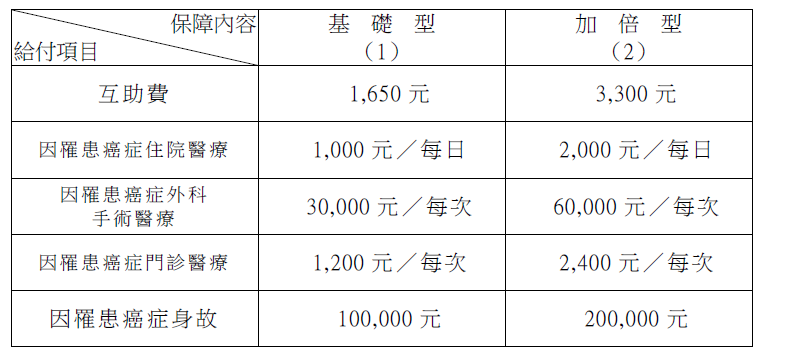 保障內容
給付項目
基礎型
（1）
加倍型
（2）
互助費
1,650 元
3,300 元
因罹患癌症住院醫療
1,000 元／每日
2,000 元／每日
因罹患癌症外科
手術醫療
30,000 元／每次
60,000 元／每次
因罹患癌症門診醫療
1,200 元／每次
2,400 元／每次
因罹患癌症身故
100,000 元
200,000 元